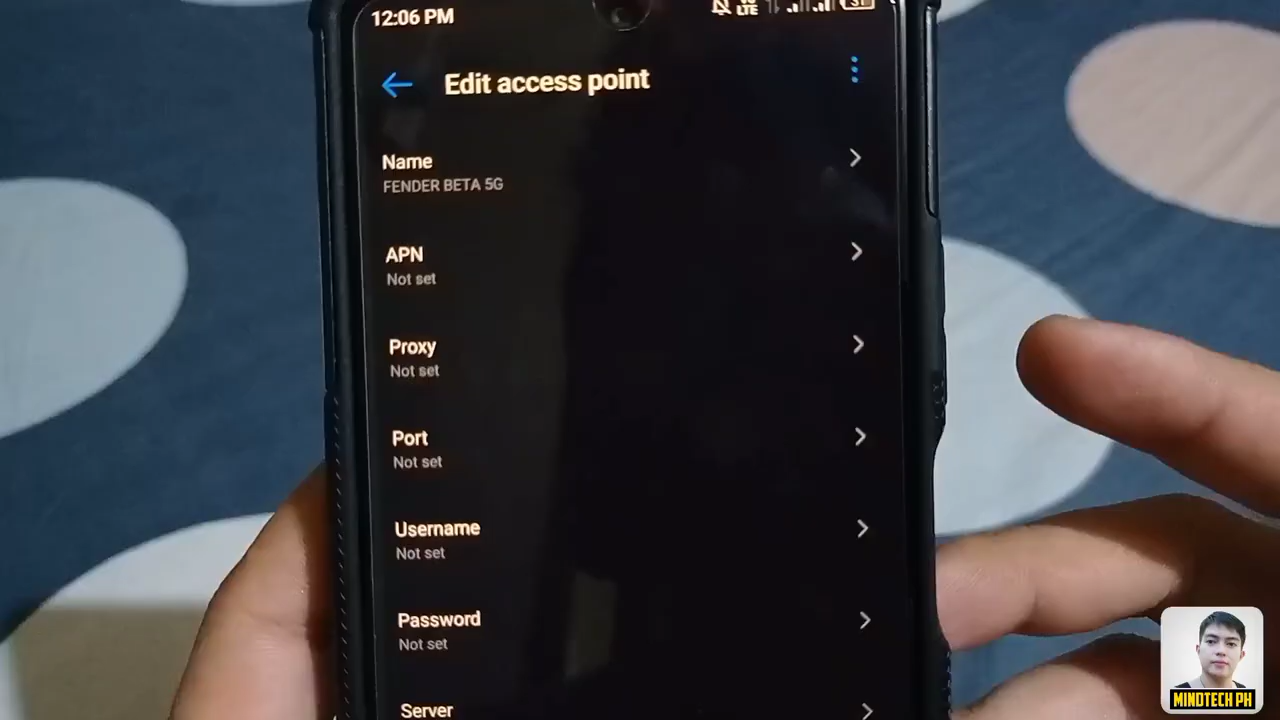 12:06 PM
LTE
Edit access point
Name
FENDER BETA 5G
APN
Not set
Proxy
Not set
Port
Not set
Username
Not set
Password
Not set
Server
MINDTECH PH